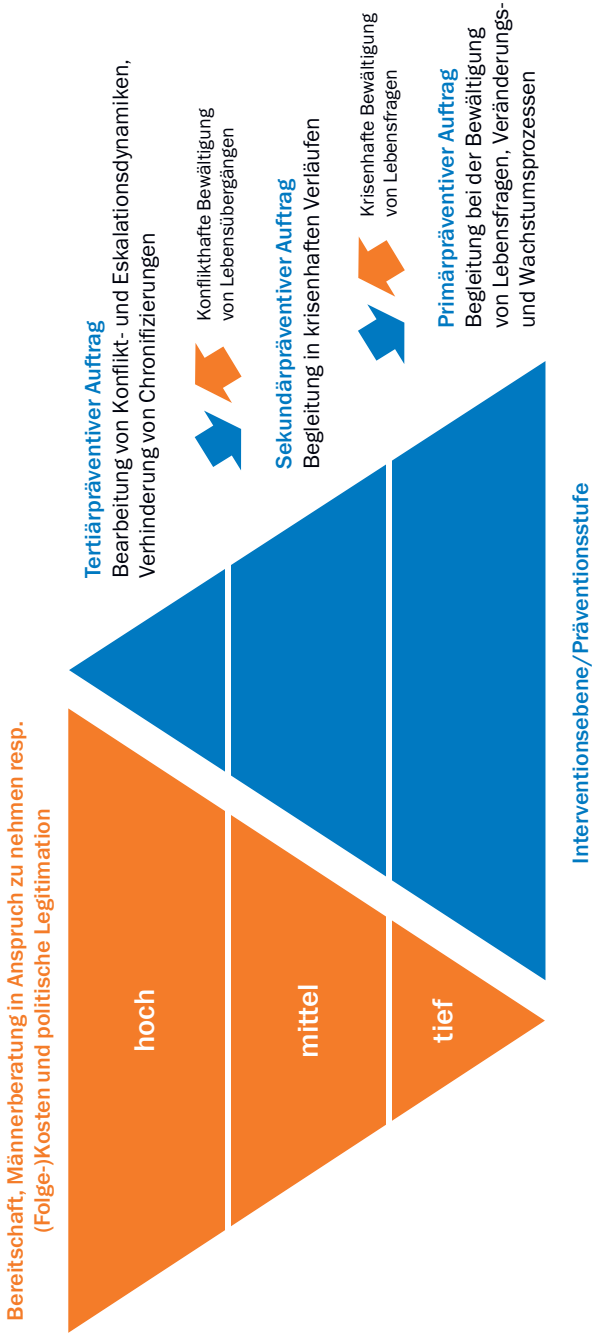 Bereitschaft, Männerberatung in Anspruch zu nehmen resp.
(Folge-)Kosten und politische Legitimation
hoch
mittel
tief
Tertiärpräventiver Auftrag
Bearbeitung von Konflikt- und Eskalationsdynamiken,
Verhinderung von Chronifizierungen
Konflikthafte Bewältigung
von Lebensübergängen
Sekundärpräventiver Auftrag
Begleitung in krisenhaften Verläufen
Krisenhafte Bewältigung
von Lebensfragen
Primärpräventiver Auftrag
Begleitung bei der Bewältigung
von Lebensfragen, Veränderungs-
und Wachstumsprozessen
Interventionsebene/Präventionsstufe